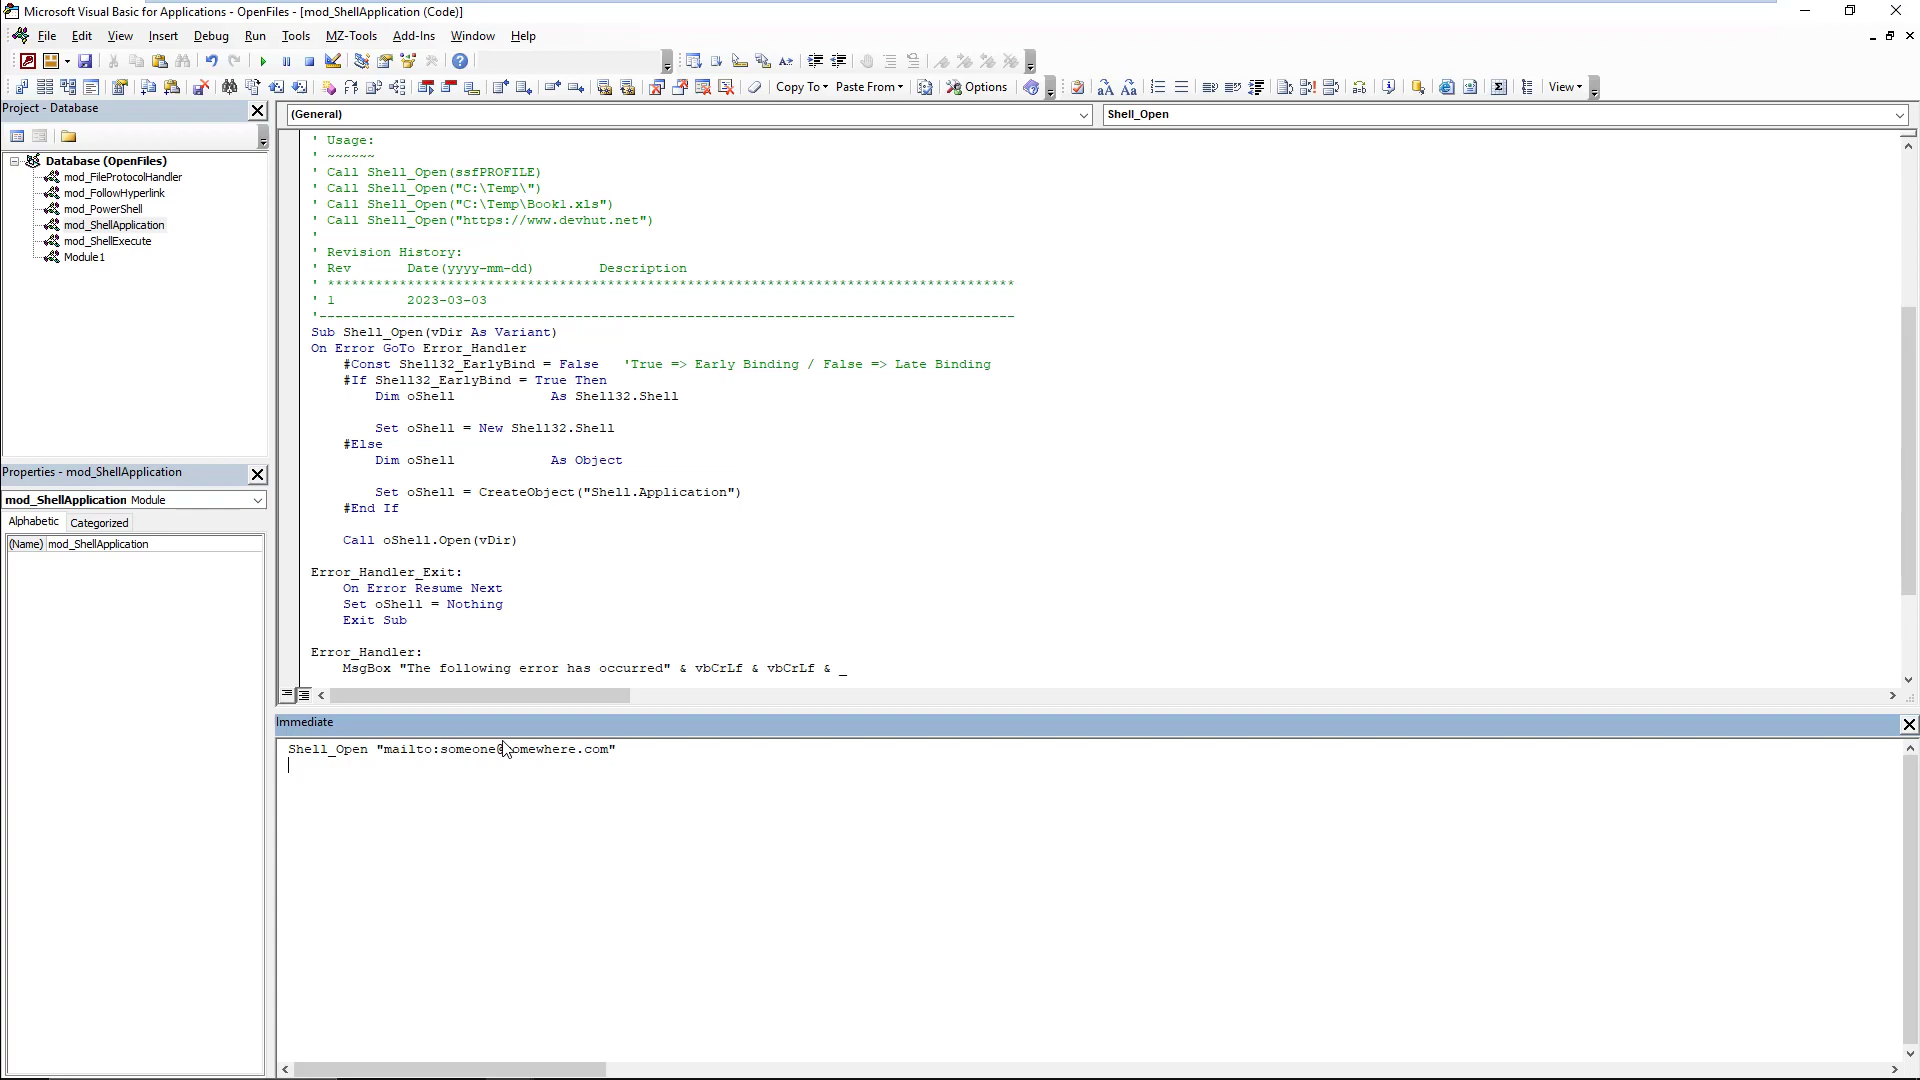 Microsoft Visual Basic for Applications - OpenFiles - [mod_ShellApplication (Code)]
File Edit View Insert Debug Run Tools MZ-Tools Add-Ins Window Help
Copy To Paste From Options View
Project - Database
Database (OpenFiles)
mod_FileProtocolHandler
mod_FollowHyperlink
mod_PowerShell
mod_ShellApplication
mod_ShellExecute
Module1
Properties - mod_ShellApplication
mod_ShellApplication Module
Alphabetic Categorized
(Name) mod_ShellApplication
(General) Shell_Open
' Usage:
' ~~~~~~
' Call Shell_Open(ssfPROFILE)
' Call Shell_Open("C:\Temp\")
' Call Shell_Open("C:\Temp\Book1.xls")
' Call Shell_Open("https://www.devhut.net")
'
' Revision History:
' Rev Date(yyyy-mm-dd) Description
' **************************************************************************************
' 1 2023-03-03
'---------------------------------------------------------------------------------------
Sub Shell_Open(vDir As Variant)
On Error GoTo Error_Handler
#Const Shell32_EarlyBind = False 'True => Early Binding / False => Late Binding
#If Shell32_EarlyBind = True Then
Dim oShell As Shell32.Shell
Set oShell = New Shell32.Shell
#Else
Dim oShell As Object
Set oShell = CreateObject("Shell.Application")
#End If
Call oShell.Open(vDir)
Error_Handler_Exit:
On Error Resume Next
Set oShell = Nothing
Exit Sub
Error_Handler:
MsgBox "The following error has occurred" & vbCrLf & vbCrLf & _
Immediate
Shell_Open "mailto:someone@somewhere.com"